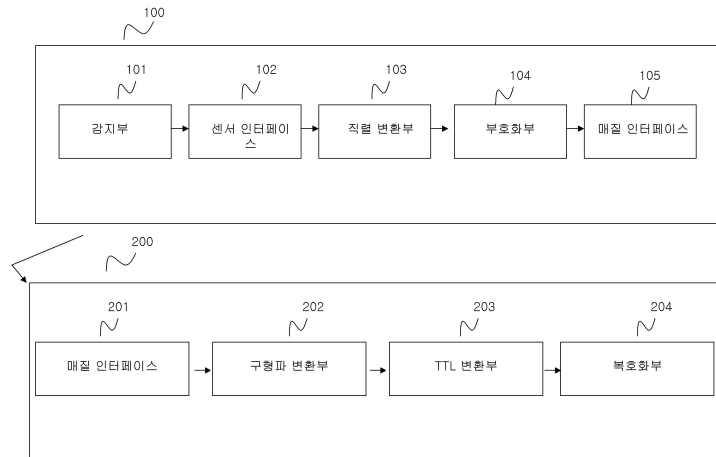 100
101
102
103
104
105
감지부
센서 인터페이
스
직렬 변환부
부호화부
매질 인터페이스
200
201
202
203
204
매질 인터페이스
구형파 변환부
TTL 변환부
복호화부